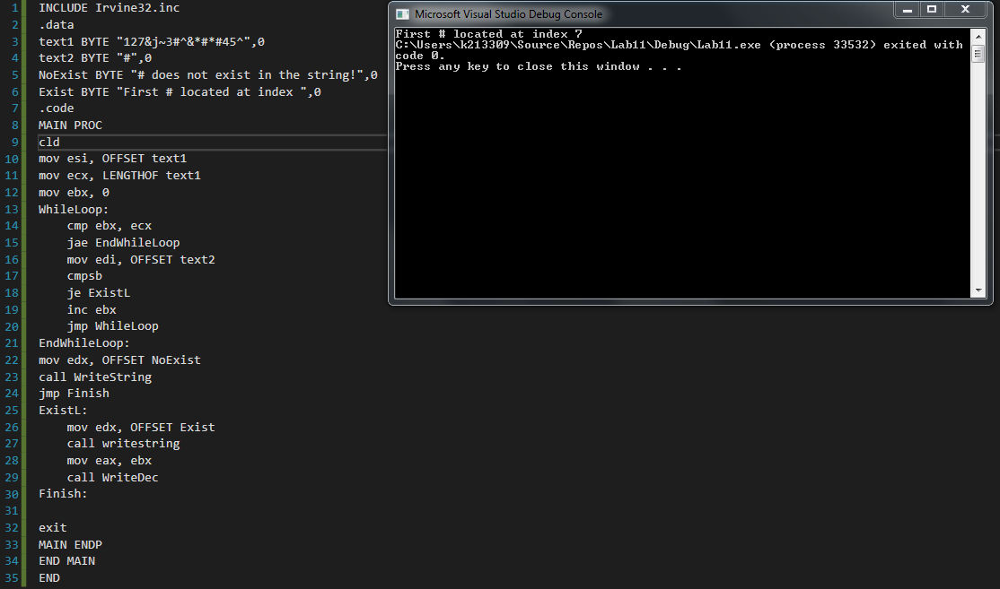 1 INCLUDE Irvine32.inc
2 .data
3 text1 BYTE "127&j~3#^&*#*#45^",0
4 text2 BYTE "#",0
5 NoExist BYTE "# does not exist in the string!",0
6 Exist BYTE "First # located at index ",0
7 .code
8 MAIN PROC
9 cld
10 mov esi, OFFSET text1
11 mov ecx, LENGTHOF text1
12 mov ebx, 0
13 WhileLoop:
14     cmp ebx, ecx
15     jae EndWhileLoop
16     mov edi, OFFSET text2
17     cmpsb
18     je ExistL
19     inc ebx
20     jmp WhileLoop
21 EndWhileLoop:
22 mov edx, OFFSET NoExist
23 call WriteString
24 jmp Finish
25 ExistL:
26     mov edx, OFFSET Exist
27     call writestring
28     mov eax, ebx
29     call WriteDec
30 Finish:
31
32 exit
33 MAIN ENDP
34 END MAIN
35 END
Microsoft Visual Studio Debug Console
First # located at index 7
C:\Users\k213309\Source\Repos\Lab11\Debug\Lab11.exe (process 33532) exited with
code 0.
Press any key to close this window . . .